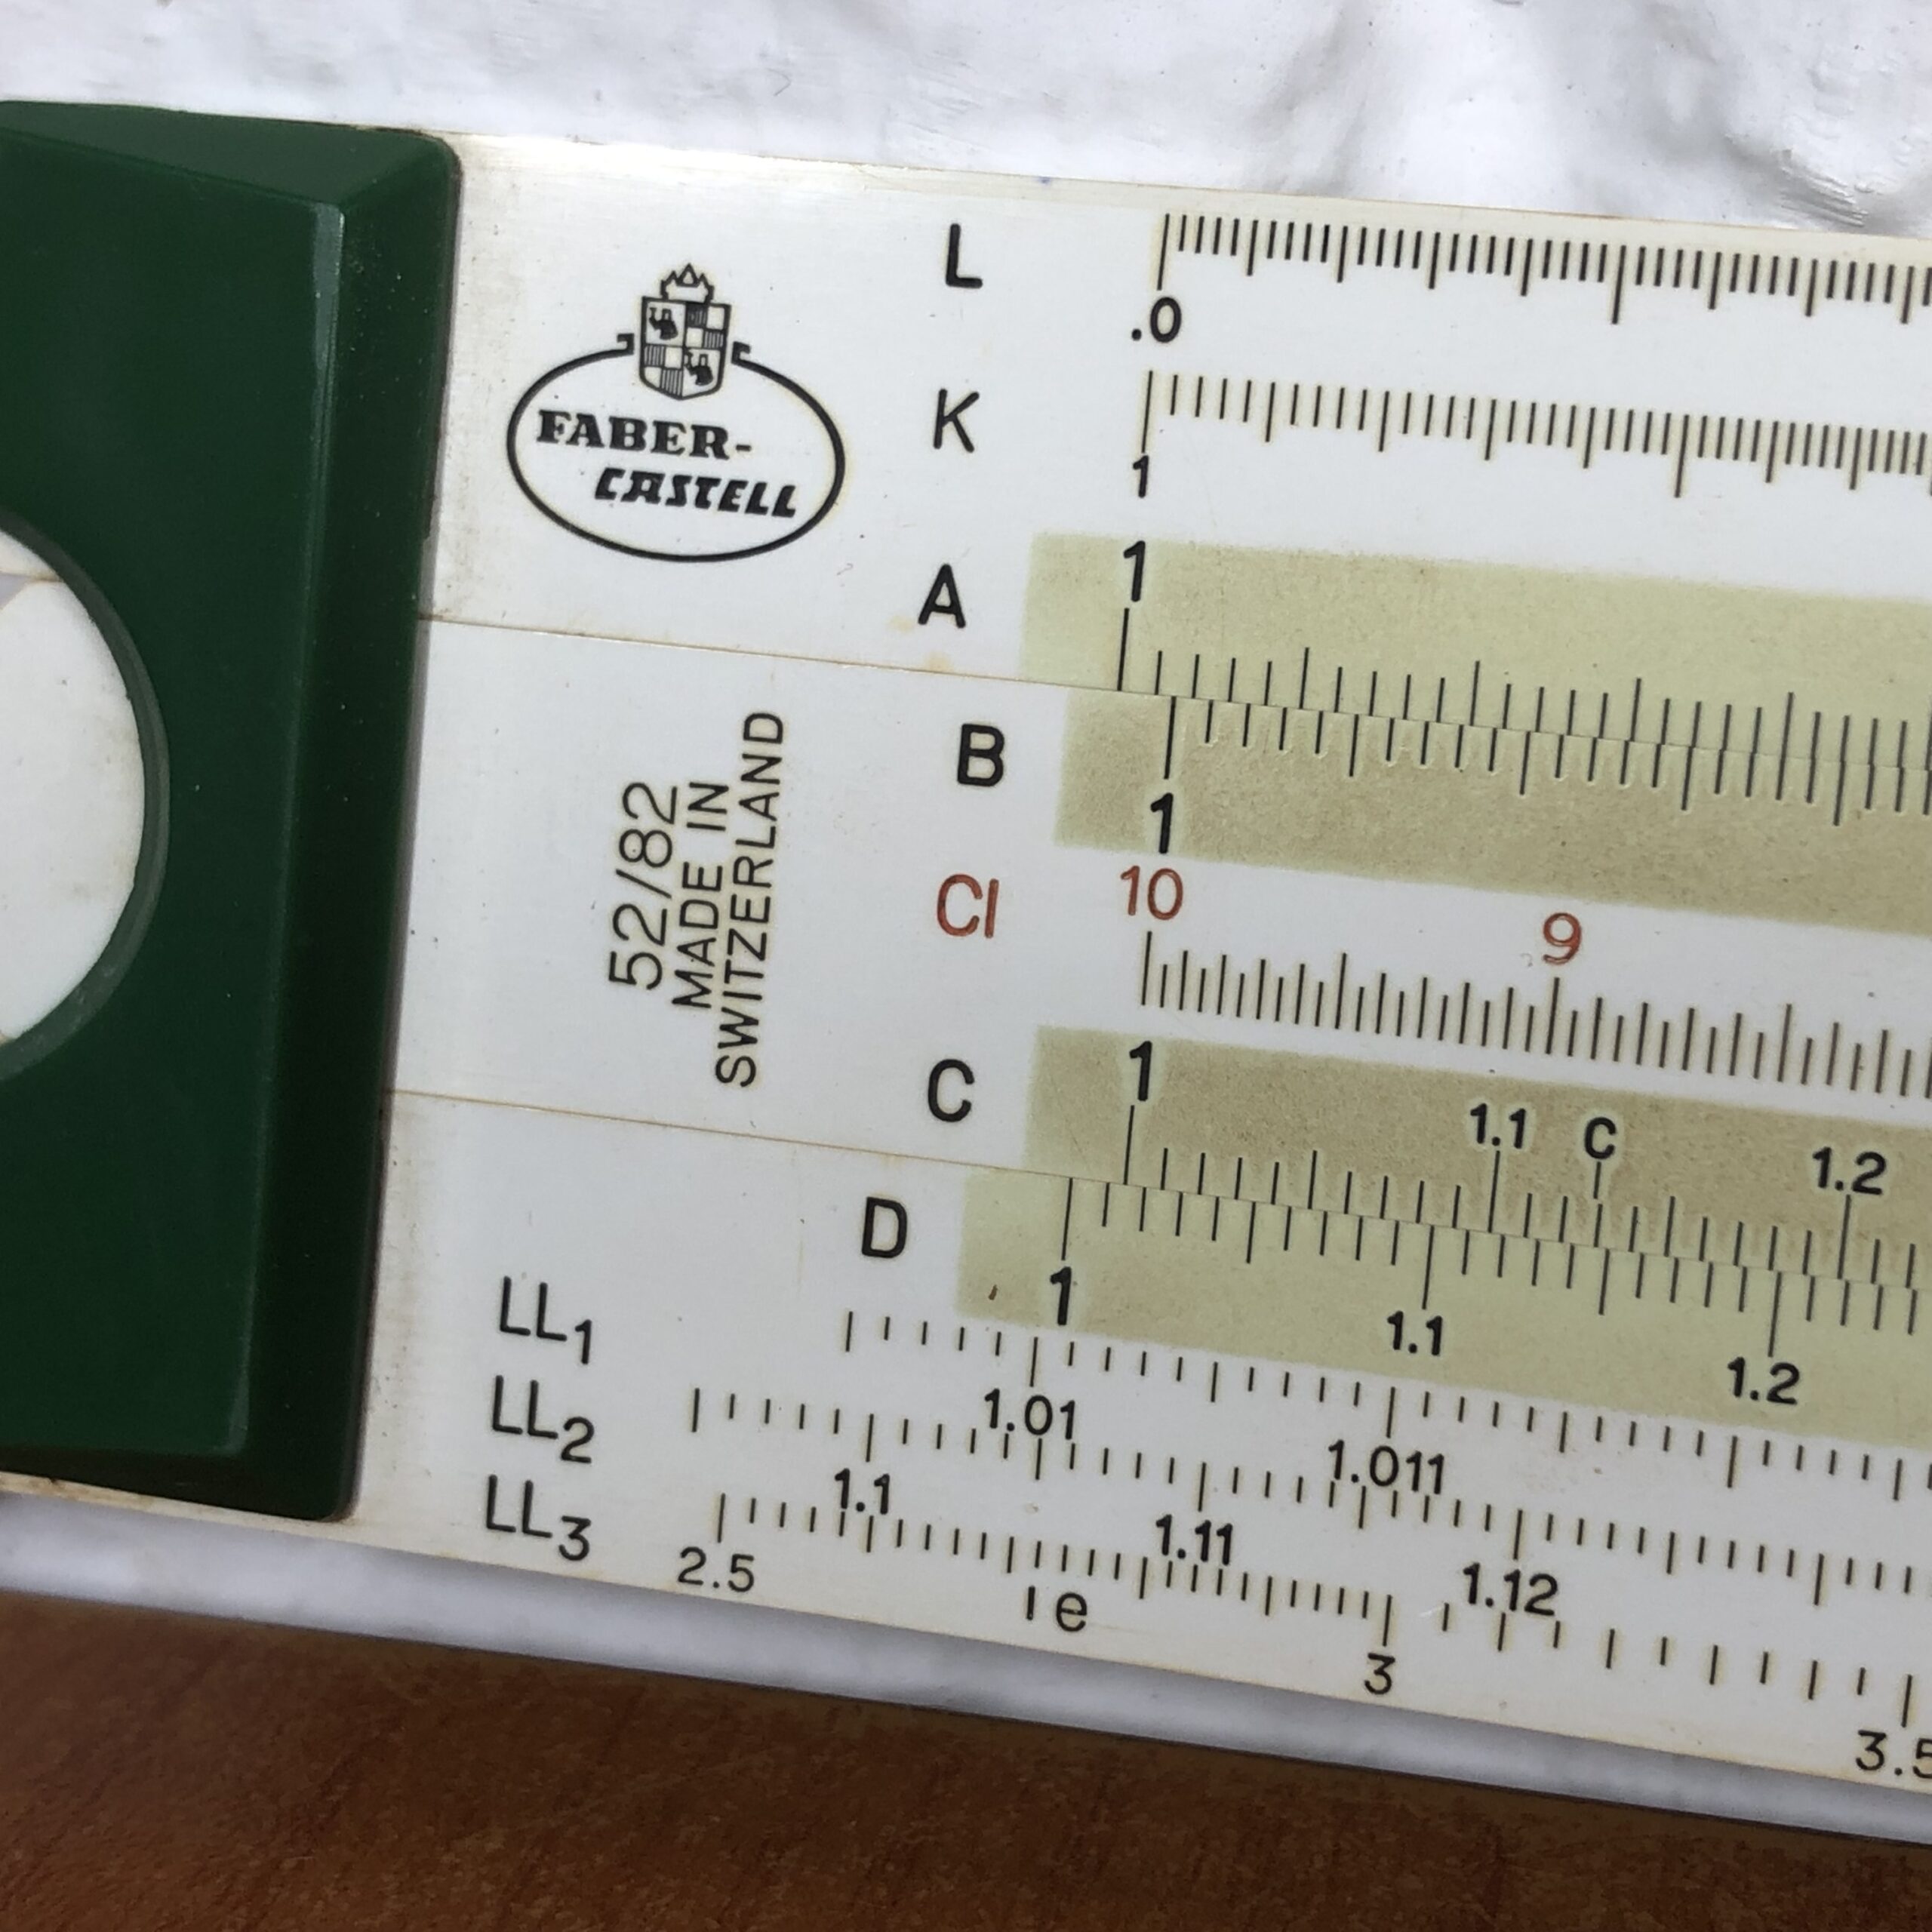 L
.0
K
1
A
1
B
1
CI
10 9
C
1 1.1 C 1.2
D
1 1.1 1.2
LL1
1.01 1.011
LL2
1.1 1.11 1.12
LL3
2.5 e 3 3.5
FABER-
CASTELL
52/82
MADE IN
SWITZERLAND